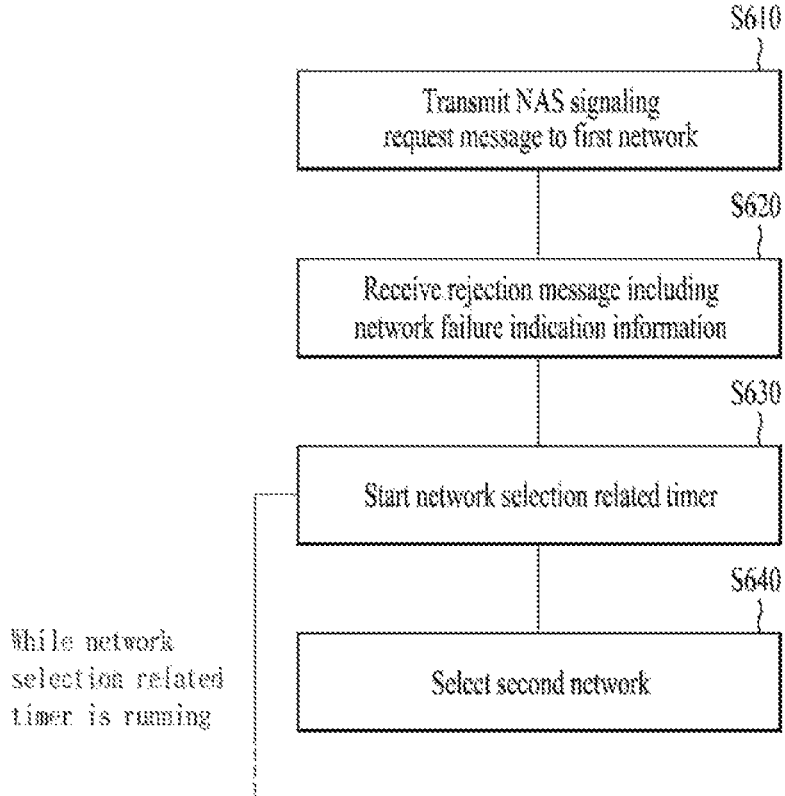 S610
Transmit NAS signaling
request message to first network
S620
Receive rejection message including
network failure indication information
S630
Start network selection related timer
S640
While network
selection related
timer is running
Select second network